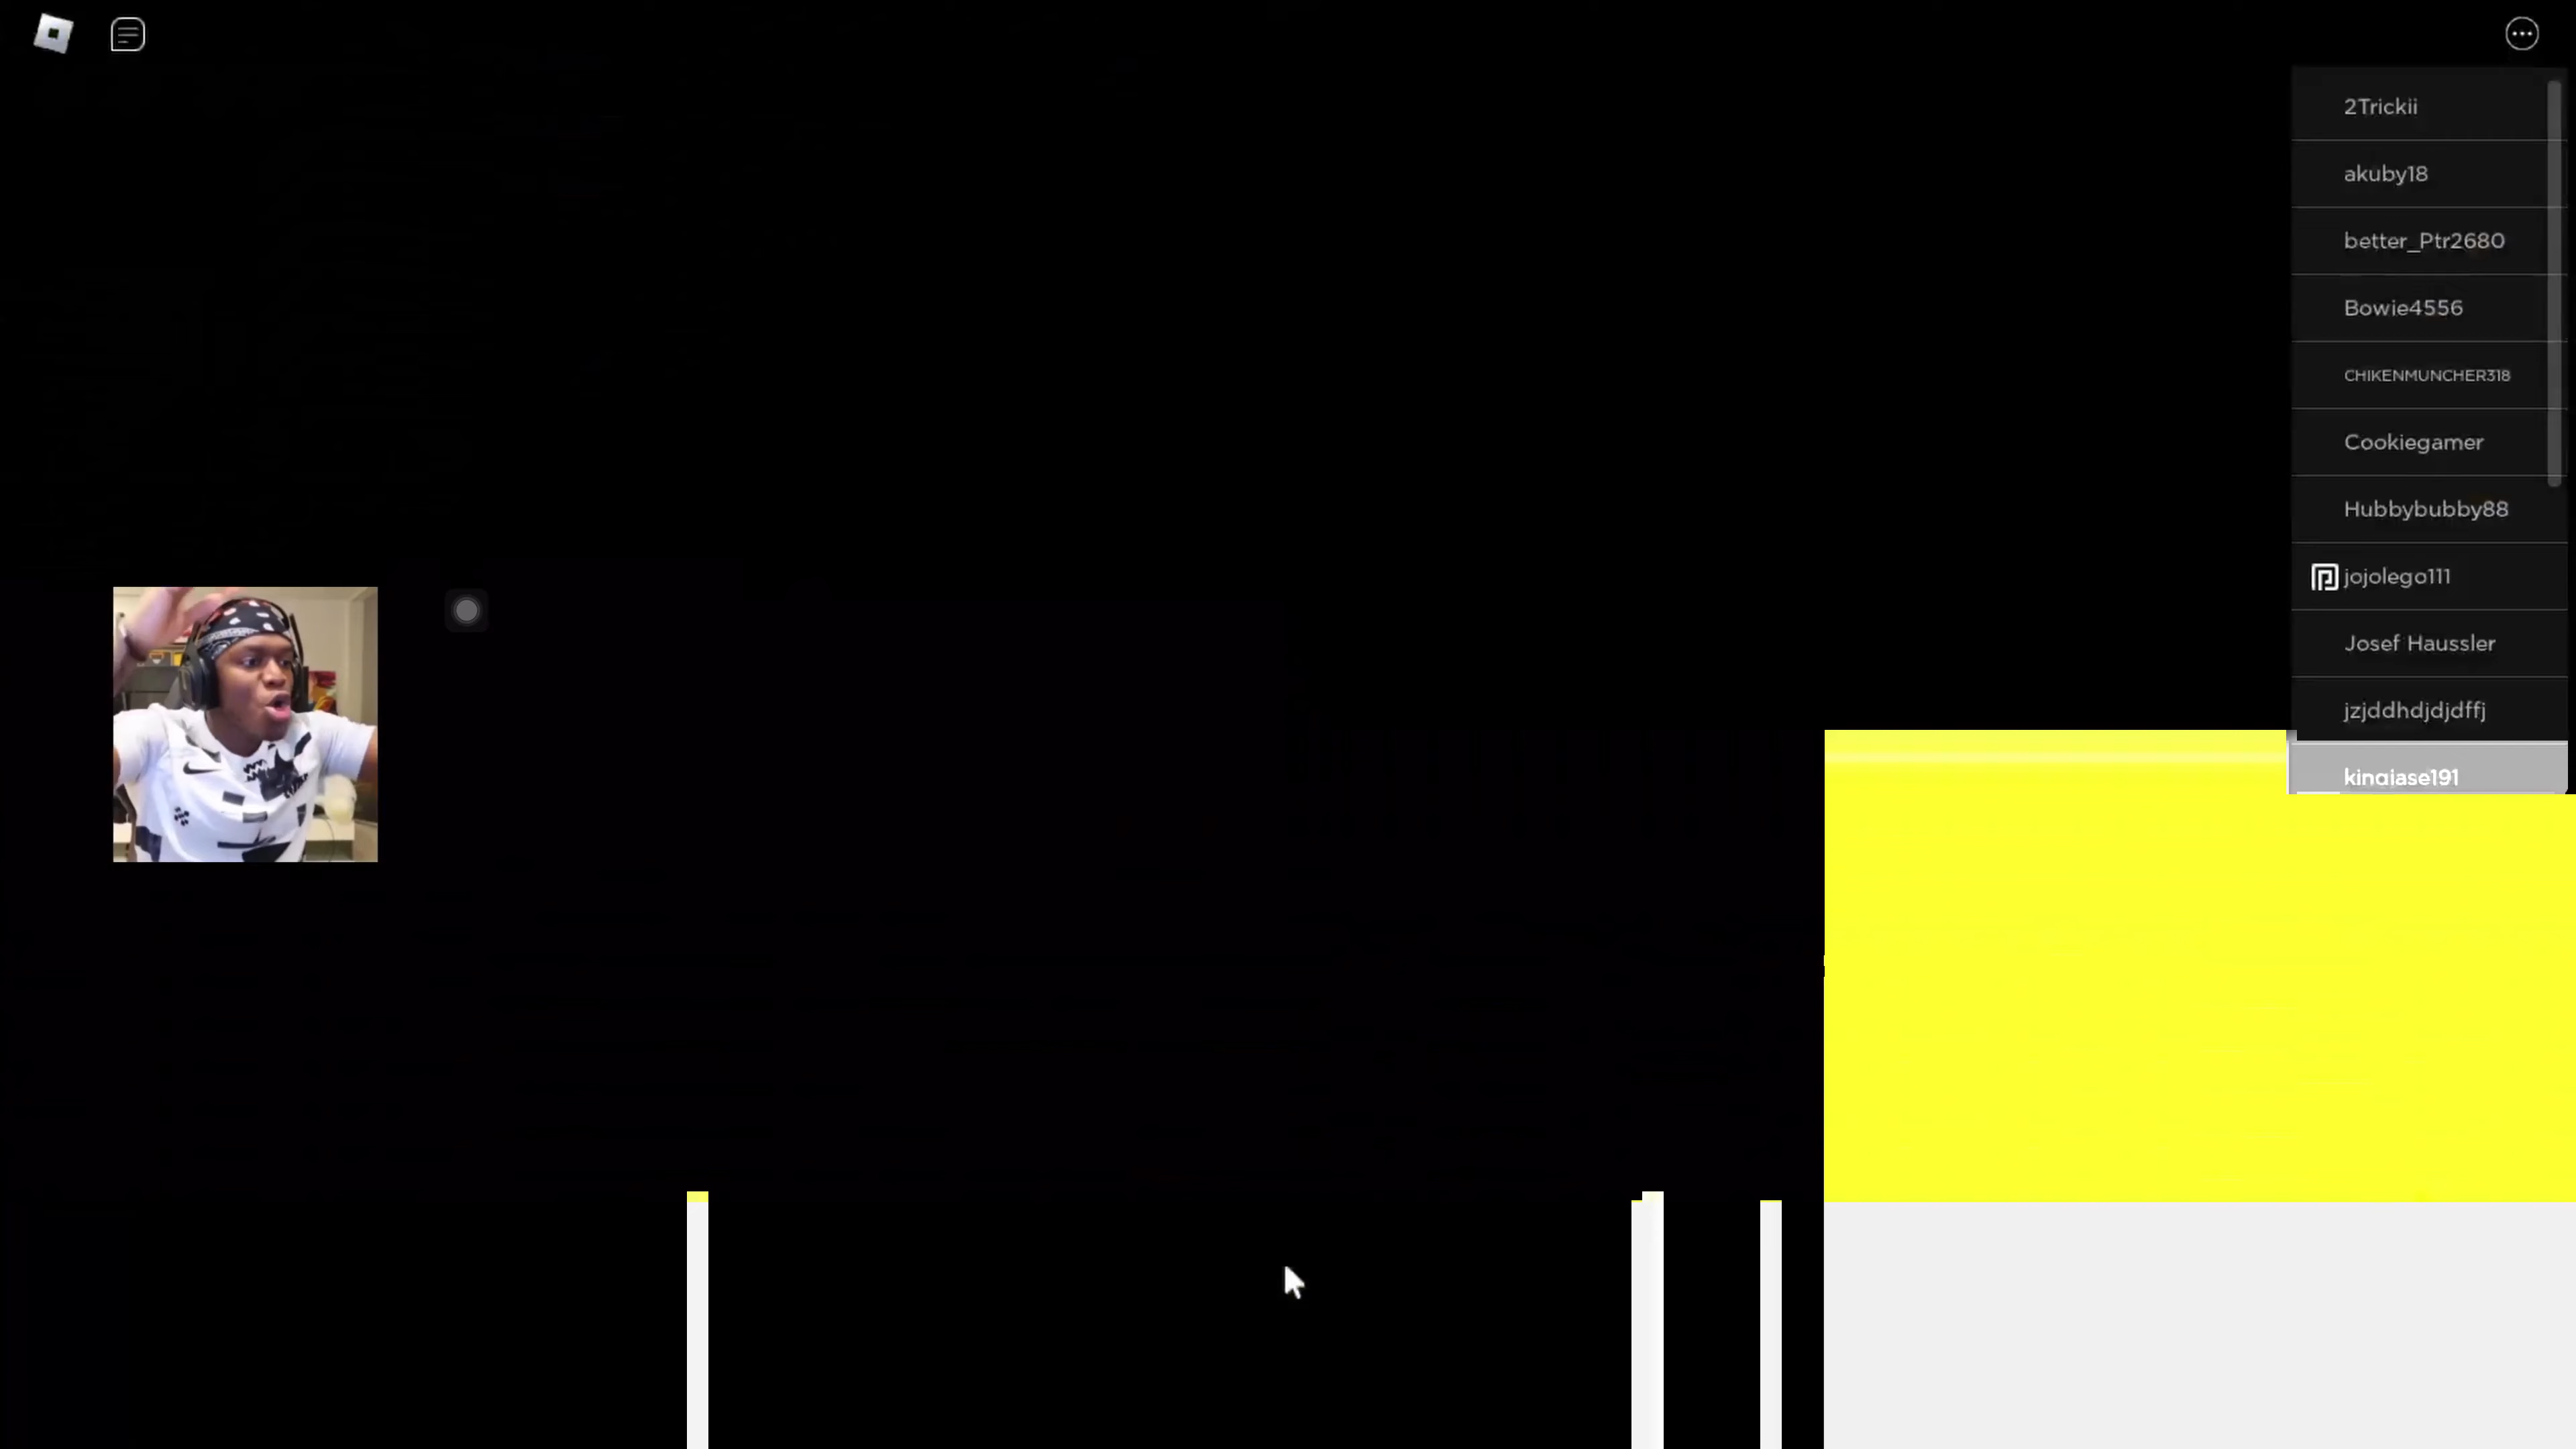 2Trickii
akuby18
better_Ptr2680
Bowie4556
CHIKENMUNCHER318
Cookiegamer
Hubbybubby88
jojolego111
Josef Haussler
jzjddhdjdjdffj
kingjase191